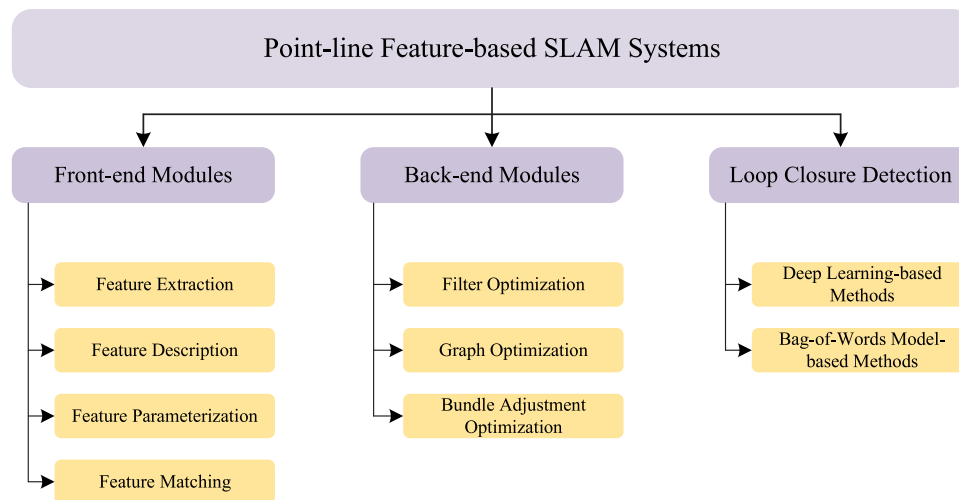 Point-line Feature-based SLAM Systems
Front-end Modules
Feature Extraction
Feature Description
Feature Parameterization
Feature Matching
Back-end Modules
Filter Optimization
Graph Optimization
Bundle Adjustment
Optimization
Loop Closure Detection
Deep Learning-based
Methods
Bag-of-Words Model-
based Methods